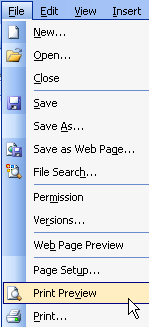 File Edit View Insert
New...
Open...
Close
Save
Save As...
Save as Web Page...
File Search...
Permission
Versions...
Web Page Preview
Page Setup...
Print Preview
Print...